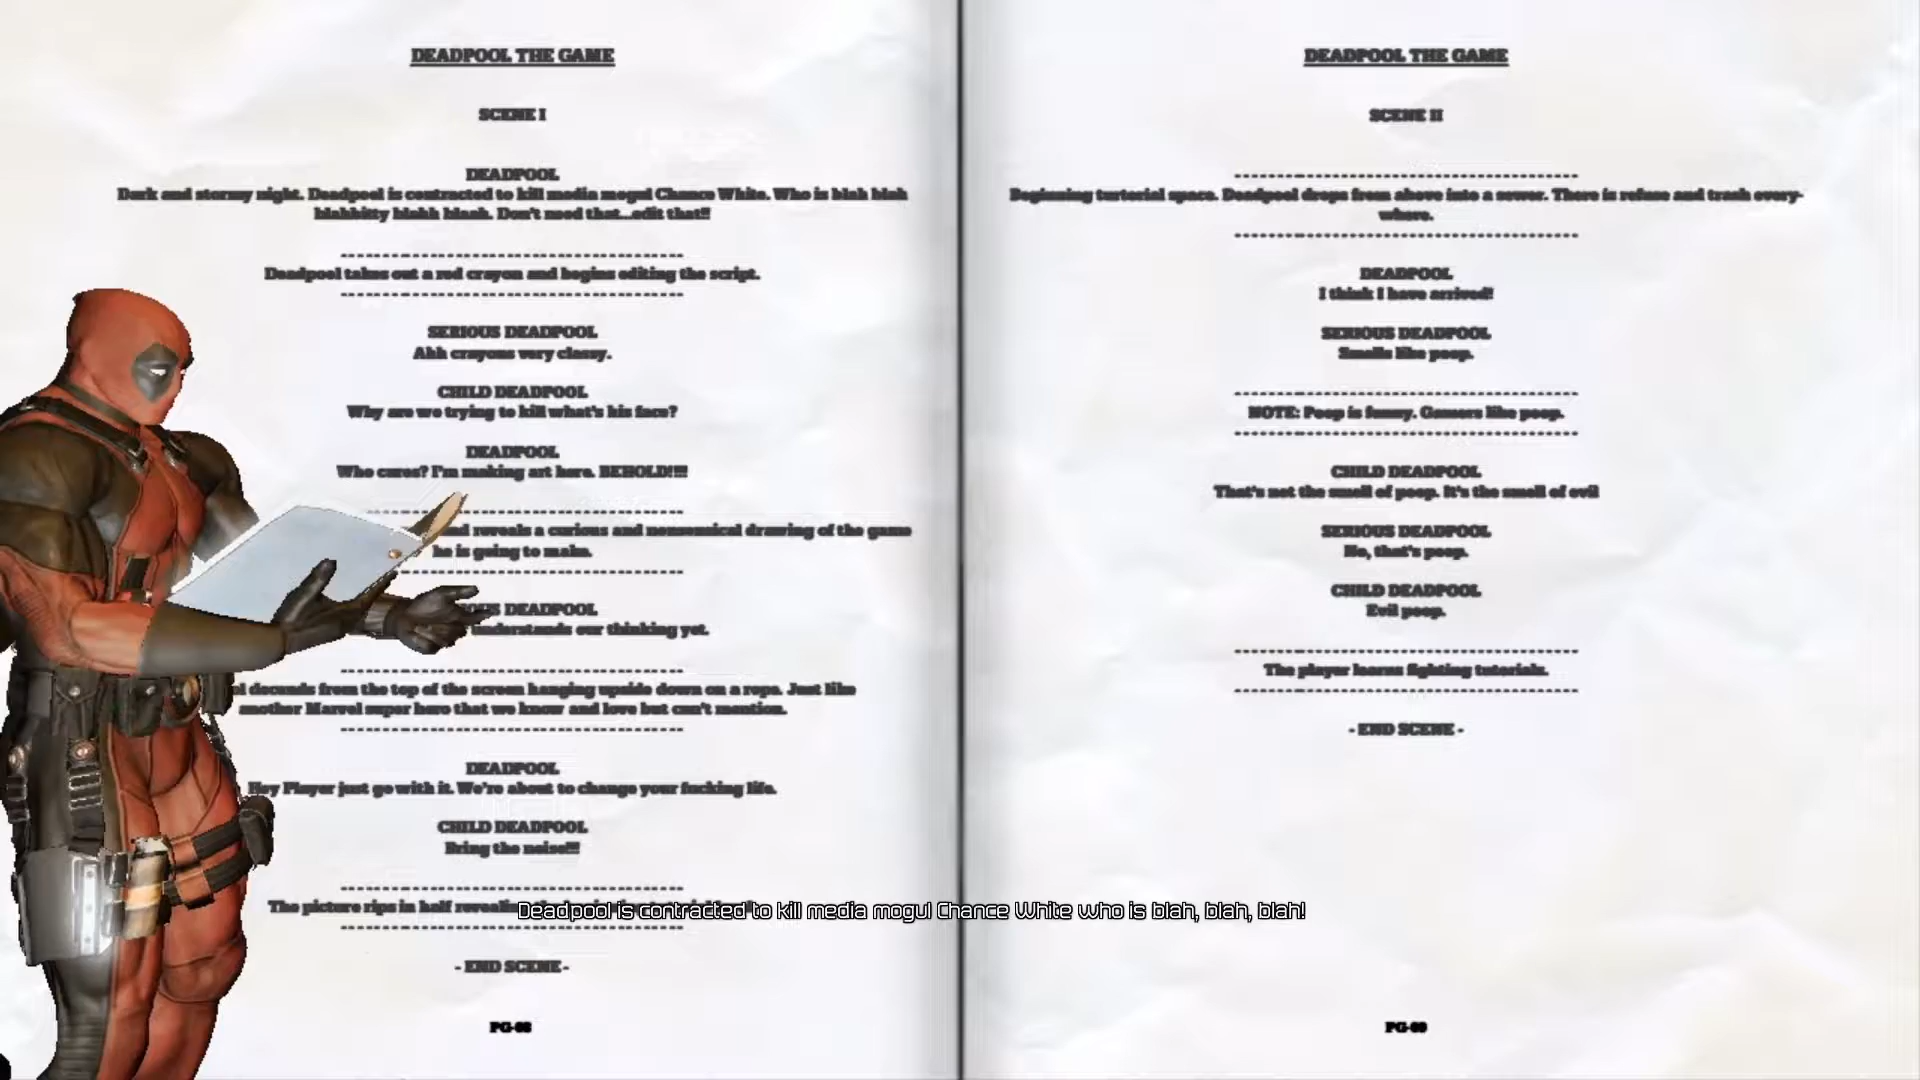 DEADPOOL THE GAME
SCENE I
DEADPOOL
Dark and stormy night. Deadpool is contracted to kill media mogul Chance White. Who is blah blah
blahkitty blahh blaah. Don't need that...edit that!!
Deadpool takes out a red crayon and begins editing the script.
SERIOUS DEADPOOL
Ahh crayons very classy.
CHILD DEADPOOL
Why are we trying to kill what's his face?
DEADPOOL
Who cares? I'm making art here. BEHOLD!!!!
reveals a curious and nonsensical drawing of the game
he is going to make.
DEADPOOL
understands our thinking yet.
decends from the top of the screen hanging upside down on a rope. Just like
another Marvel super hero that we know and love but can't mention.
DEADPOOL
Hey Player just go with it. We're about to change your fucking life.
CHILD DEADPOOL
Bring the noise!!!
The picture rips in half
Deadpool is contracted to kill media mogul Chance White who is blah, blah, blah!
- END SCENE -
PG-08
DEADPOOL THE GAME
SCENE II
Beginning turtorial space. Deadpool drops from above into a sewer. There is refuse and trash every-
where.
DEADPOOL
I think I have arrived!
SERIOUS DEADPOOL
Smells like poop.
NOTE: Poop is funny. Gamers like poop.
CHILD DEADPOOL
That's not the smell of poop. It's the smell of evil
SERIOUS DEADPOOL
No, that's poop.
CHILD DEADPOOL
Evil poop.
The player learns fighting tutorials.
- END SCENE -
PG-09